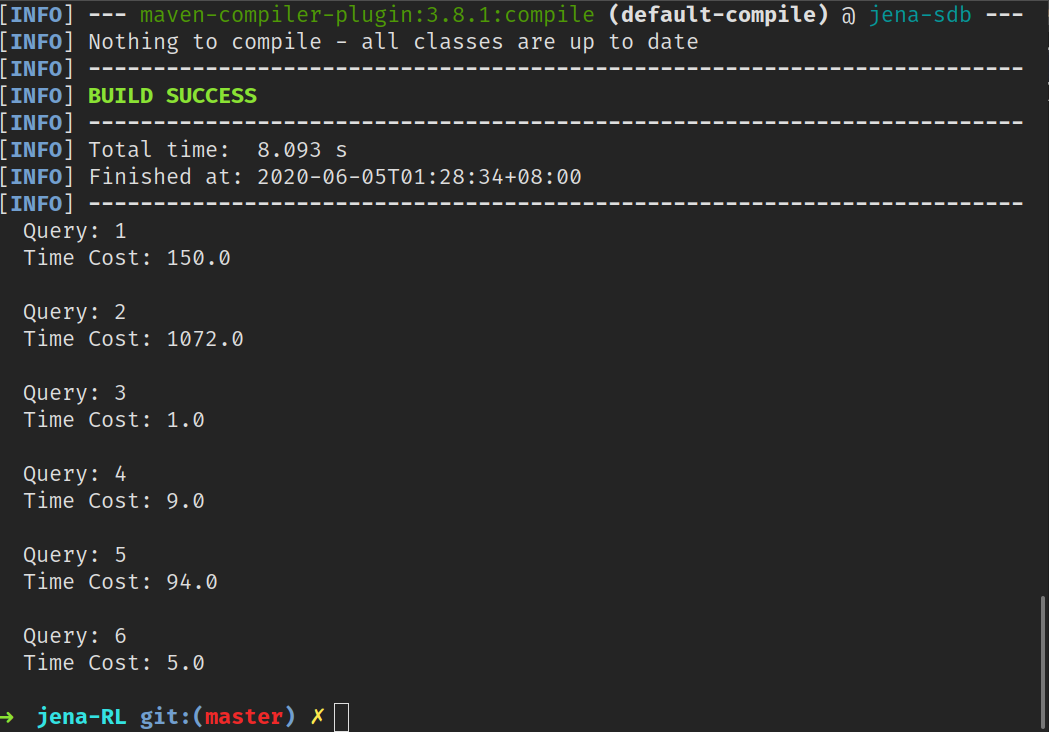 [INFO] --- maven-compiler-plugin:3.8.1:compile (default-compile) @ jena-sdb ---
[INFO] Nothing to compile - all classes are up to date
[INFO] ------------------------------------------------------------------------
[INFO] BUILD SUCCESS
[INFO] ------------------------------------------------------------------------
[INFO] Total time:  8.093 s
[INFO] Finished at: 2020-06-05T01:28:34+08:00
[INFO] ------------------------------------------------------------------------
Query: 1
Time Cost: 150.0
Query: 2
Time Cost: 1072.0
Query: 3
Time Cost: 1.0
Query: 4
Time Cost: 9.0
Query: 5
Time Cost: 94.0
Query: 6
Time Cost: 5.0
→ jena-RL git:(master) ✗